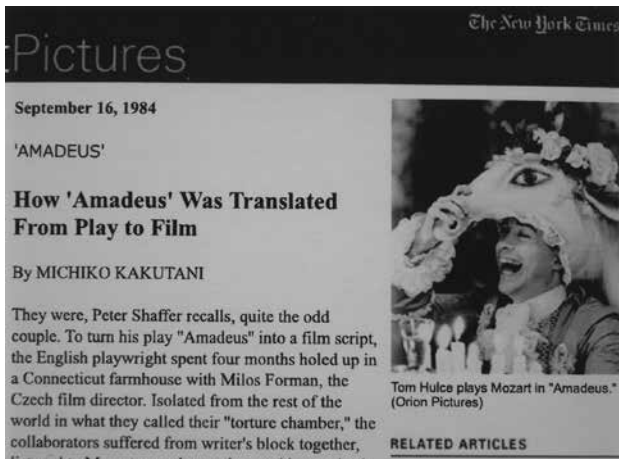 The New York Times
:Pictures
September 16, 1984
'AMADEUS'
How 'Amadeus' Was Translated
From Play to Film
By MICHIKO KAKUTANI
They were, Peter Shaffer recalls, quite the odd
couple. To turn his play "Amadeus" into a film script,
the English playwright spent four months holed up in
a Connecticut farmhouse with Milos Forman, the
Czech film director. Isolated from the rest of the
world in what they called their "torture chamber," the
collaborators suffered from writer's block together,
Tom Hulce plays Mozart in "Amadeus."
(Orion Pictures)
RELATED ARTICLES